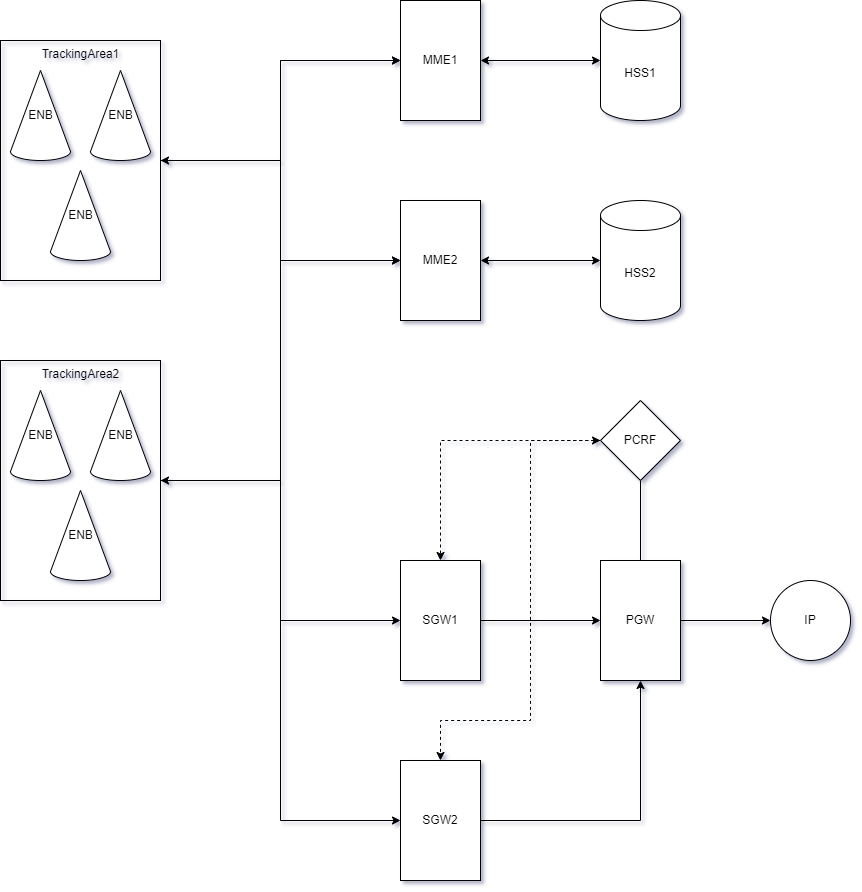 TrackingArea1
ENB
ENB
ENB
MME1
HSS1
MME2
HSS2
TrackingArea2
ENB
ENB
ENB
PCRF
SGW1
PGW
IP
SGW2